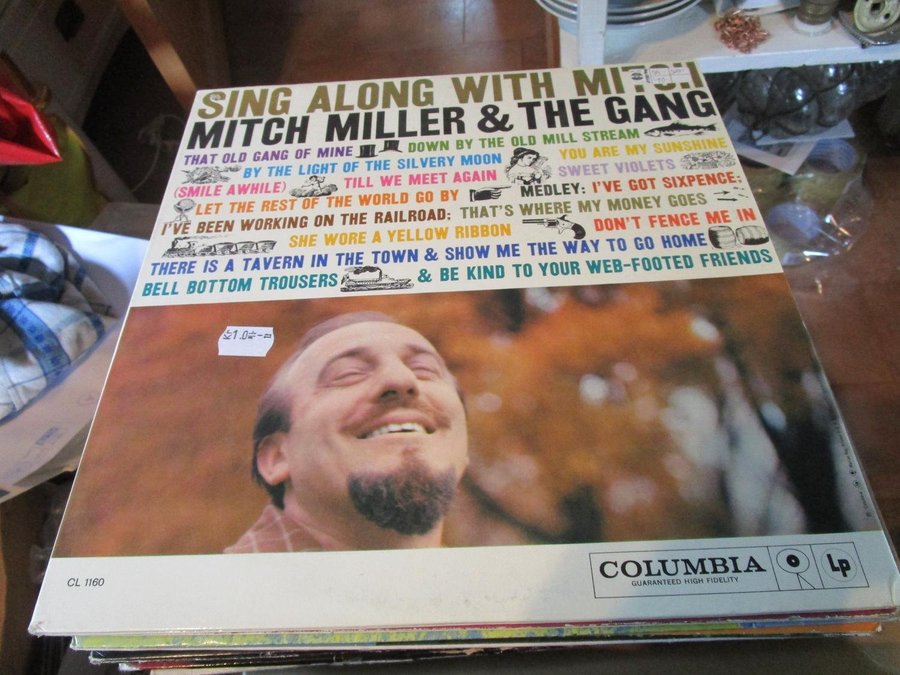 SING ALONG WITH MITCH
MITCH MILLER & THE GANG
THAT OLD GANG OF MINE DOWN BY THE OLD MILL STREAM
BY THE LIGHT OF THE SILVERY MOON YOU ARE MY SUNSHINE
(SMILE AWHILE) TILL WE MEET AGAIN SWEET VIOLETS
LET THE REST OF THE WORLD GO BY MEDLEY: I'VE GOT SIXPENCE;
I'VE BEEN WORKING ON THE RAILROAD; THAT'S WHERE MY MONEY GOES
SHE WORE A YELLOW RIBBON DON'T FENCE ME IN
THERE IS A TAVERN IN THE TOWN & SHOW ME THE WAY TO GO HOME
BELL BOTTOM TROUSERS & BE KIND TO YOUR WEB-FOOTED FRIENDS
CL 1160
COLUMBIA Lp
GUARANTEED HIGH FIDELITY